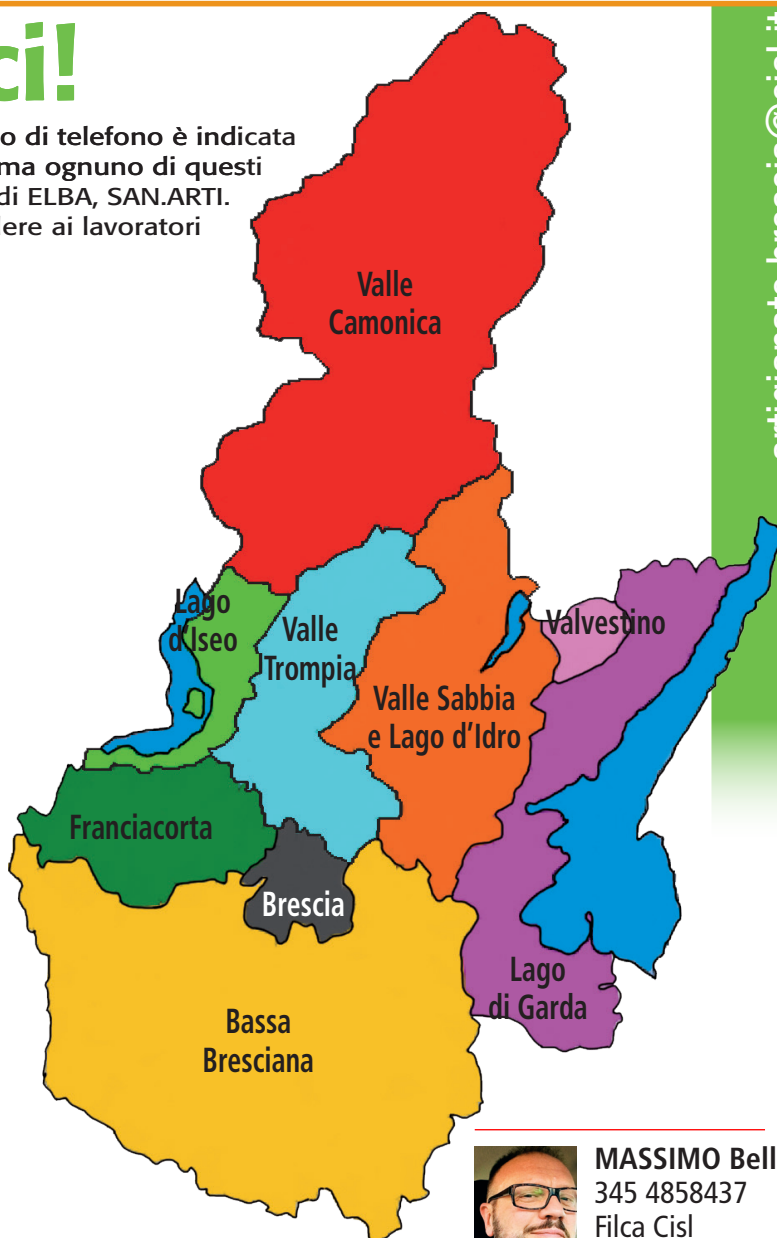 ci!
o di telefono è indicata
ma ognuno di questi
di ELBA, SAN.ARTI.
dere ai lavoratori
Valle
Camonica
Lago
d'Iseo
Valle
Trompia
Valvestino
Valle Sabbia
e Lago d'Idro
Franciacorta
Brescia
Lago
di Garda
Bassa
Bresciana
MASSIMO Bell
345 4858437
Filca Cisl